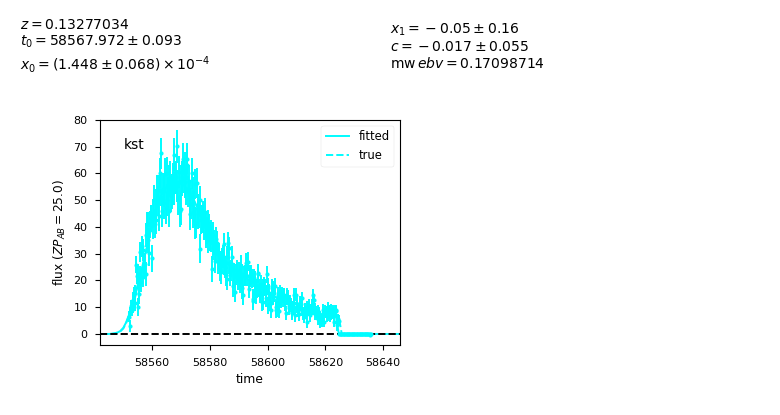 z = 0.13277034
t₀ = 58567.972 ± 0.093
x₀ = (1.448 ± 0.068) × 10⁻⁴
x₁ = −0.05 ± 0.16
c = −0.017 ± 0.055
mw ebv = 0.17098714
80
70
60
50
40
30
20
10
0
flux (ZP_AB = 25.0)
kst
fitted
true
58560 58580 58600 58620 58640
time